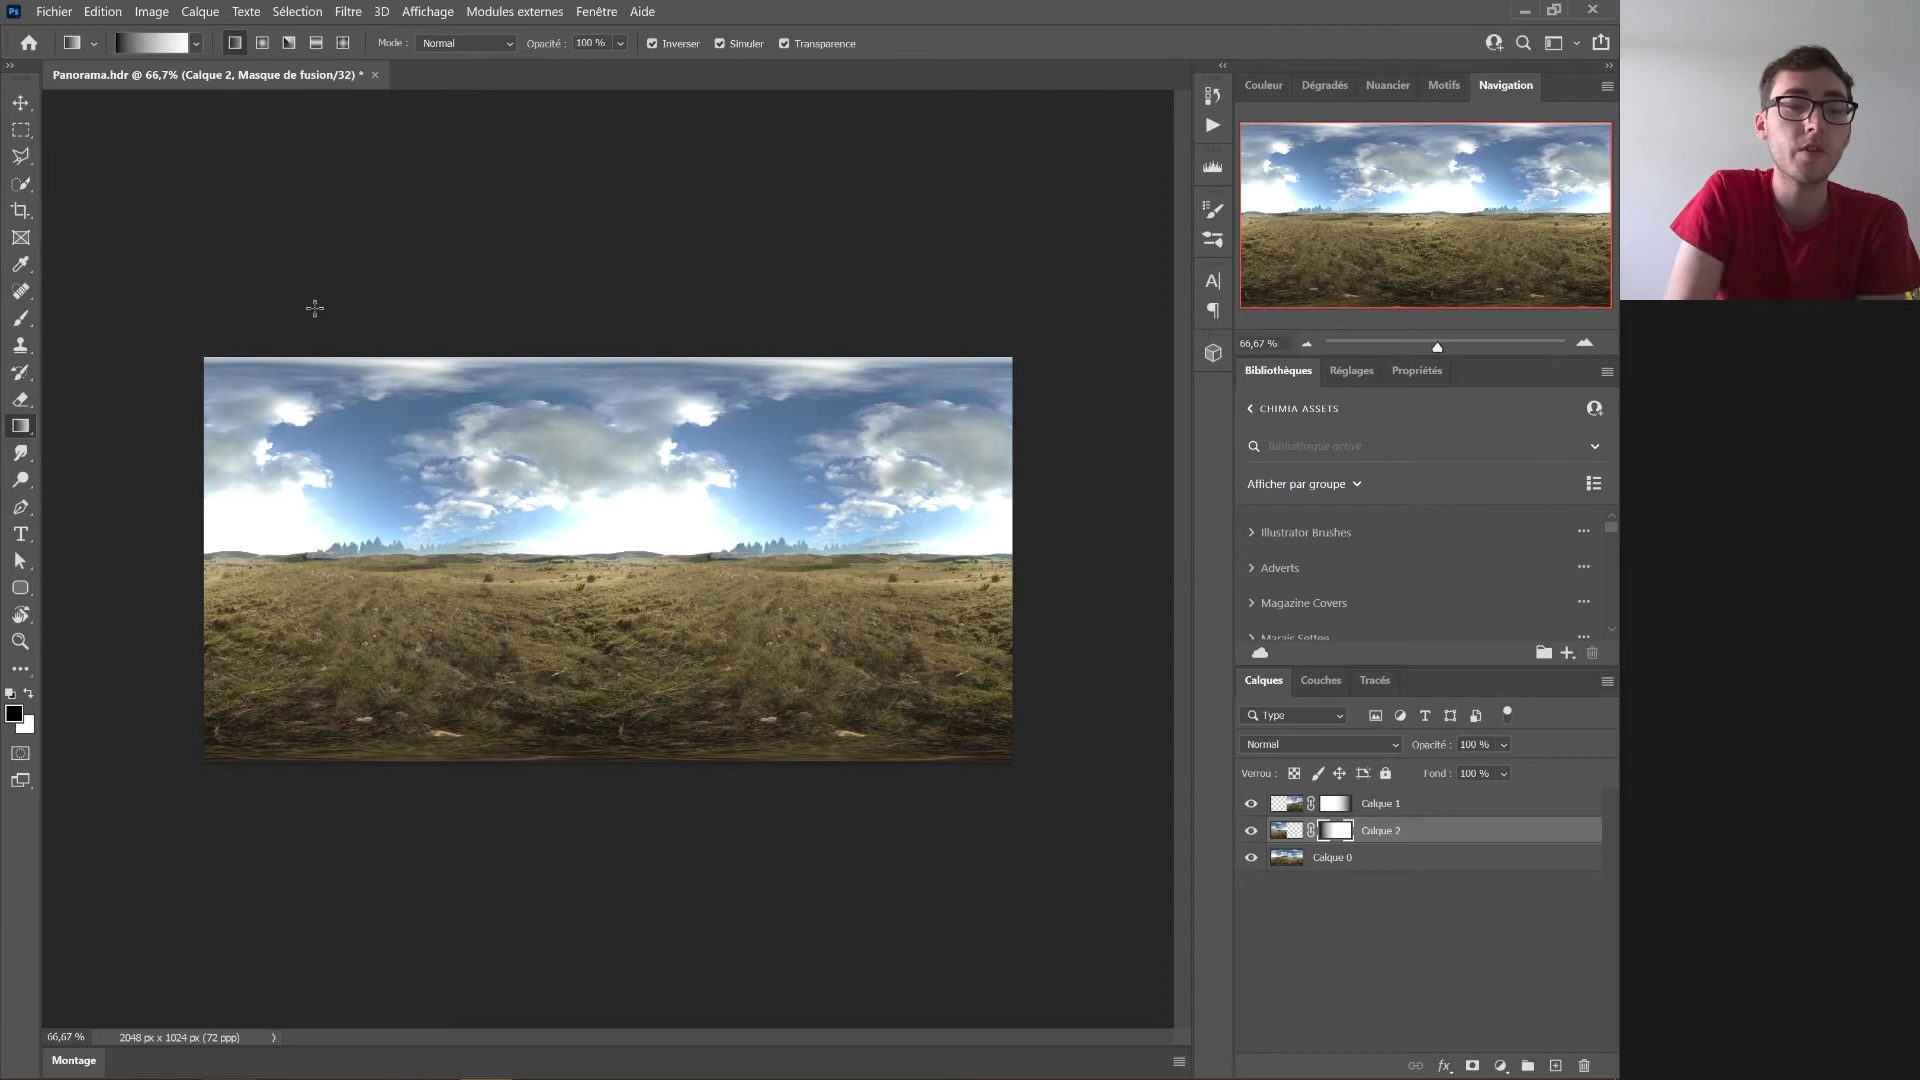 Ps Fichier Edition Image Calque Texte Sélection Filtre 3D Affichage Modules externes Fenêtre Aide
Mode : Normal Opacité : 100 % Inverser Simuler Transparence
Panorama.hdr @ 66,7% (Calque 2, Masque de fusion/32) *
Couleur Dégradés Nuancier Motifs Navigation
66,67 %
Bibliothèques Réglages Propriétés
CHIMIA ASSETS
Bibliothèque active
Afficher par groupe
Illustrator Brushes
Adverts
Magazine Covers
Marais Settee
Calques Couches Tracés
Type
Normal Opacité : 100 %
Verrou : Fond : 100 %
Calque 1
Calque 2
Calque 0
66,67 % 2048 px x 1024 px (72 ppp)
Montage